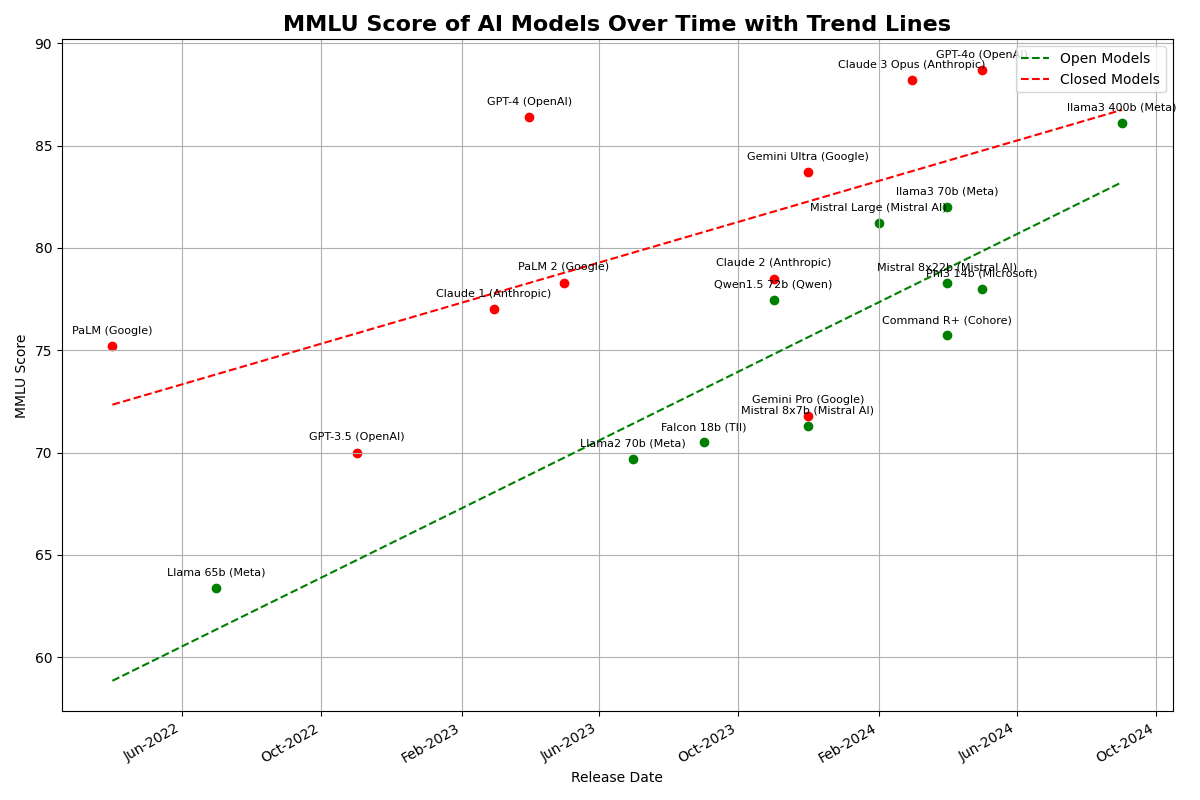 MMLU Score of AI Models Over Time with Trend Lines
90
85
80
75
70
65
60
MMLU Score
GPT-4o (OpenAI)
Claude 3 Opus (Anthropic)
Open Models
Closed Models
GPT-4 (OpenAI)
llama3 400b (Meta)
Gemini Ultra (Google)
llama3 70b (Meta)
Mistral Large (Mistral AI)
PaLM 2 (Google)
Claude 2 (Anthropic)
Mistral 8x22b (Mistral AI)
Phi3 14b (Microsoft)
Claude 1 (Anthropic)
Qwen1.5 72b (Qwen)
PaLM (Google)
Command R+ (Cohore)
Gemini Pro (Google)
Mistral 8x7b (Mistral AI)
GPT-3.5 (OpenAI)
Llama2 70b (Meta)
Falcon 18b (TII)
Llama 65b (Meta)
Jun-2022
Oct-2022
Feb-2023
Jun-2023
Oct-2023
Feb-2024
Jun-2024
Oct-2024
Release Date